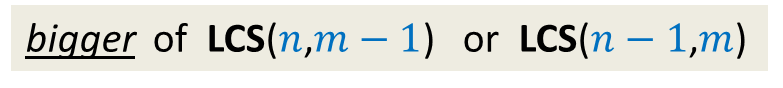 bigger of LCS(n,m − 1) or LCS(n − 1,m)